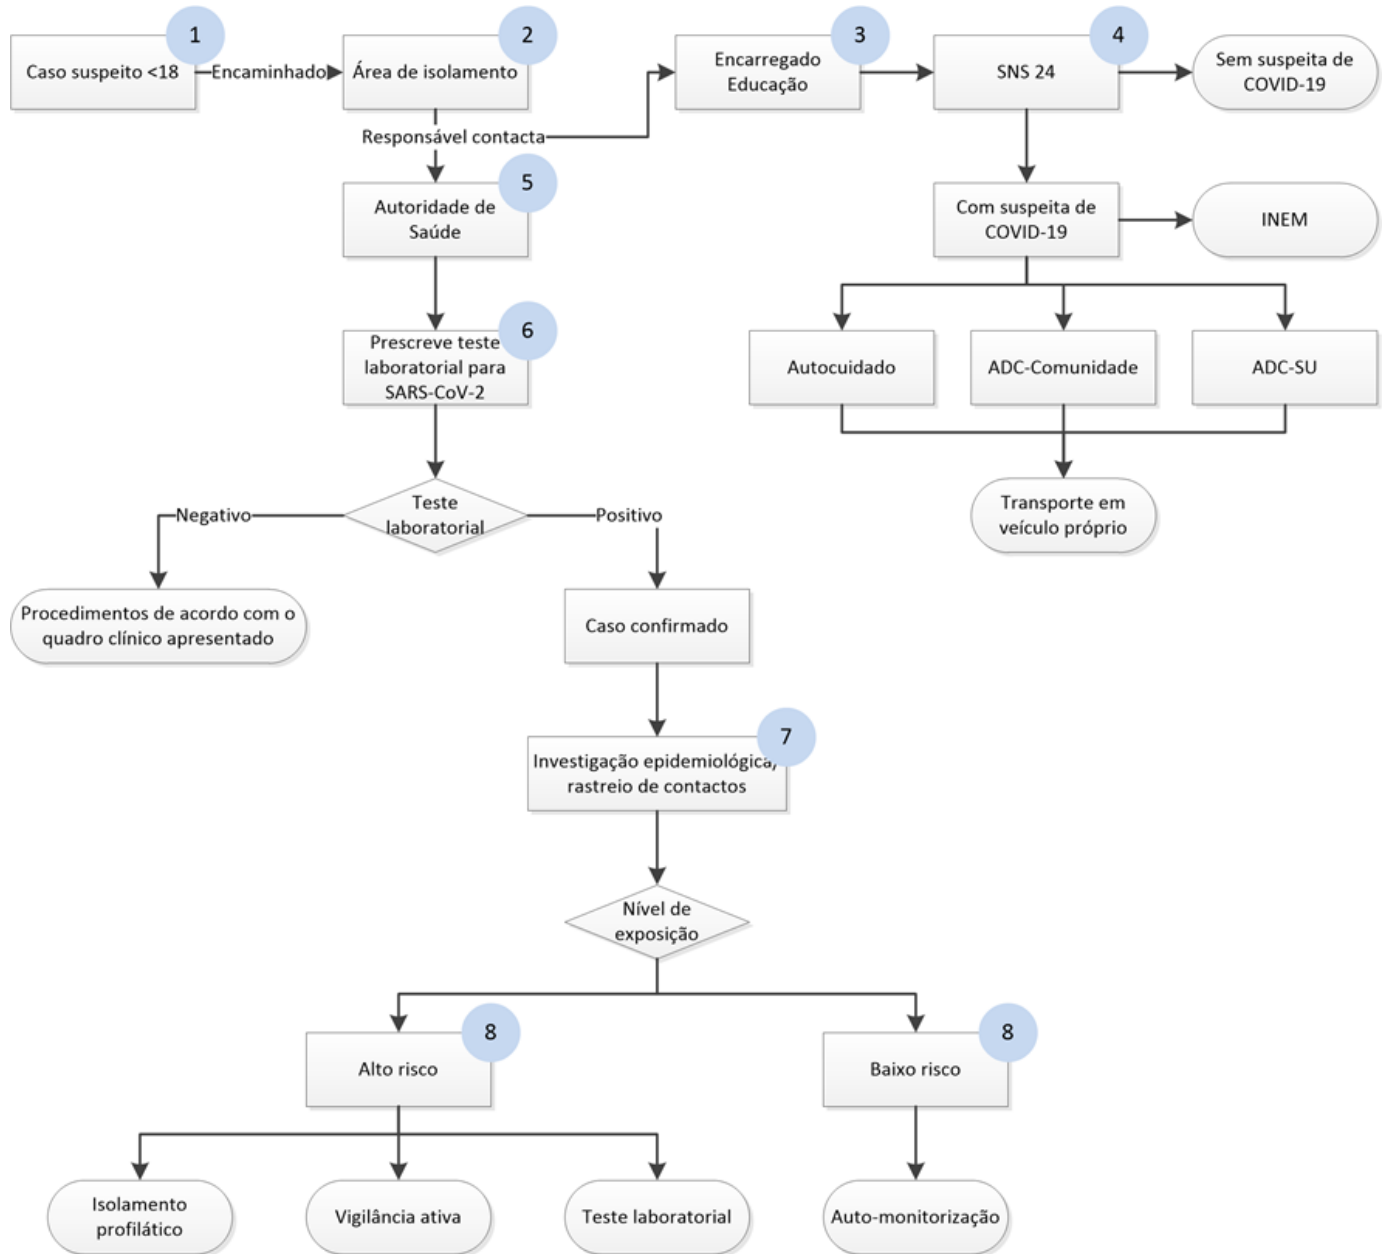 1
Caso suspeito <18
Encaminhado
2
Área de isolamento
Responsável contacta
3
Encarregado
Educação
4
SNS 24
Sem suspeita de
COVID-19
5
Autoridade de
Saúde
Com suspeita de
COVID-19
INEM
6
Prescreve teste
laboratorial para
SARS-CoV-2
Autocuidado
ADC-Comunidade
ADC-SU
Transporte em
veículo próprio
Teste
laboratorial
Negativo
Positivo
Procedimentos de acordo com o
quadro clínico apresentado
Caso confirmado
7
Investigação epidemiológica/
rastreio de contactos
Nível de
exposição
8
Alto risco
8
Baixo risco
Isolamento
profilático
Vigilância ativa
Teste laboratorial
Auto-monitorização